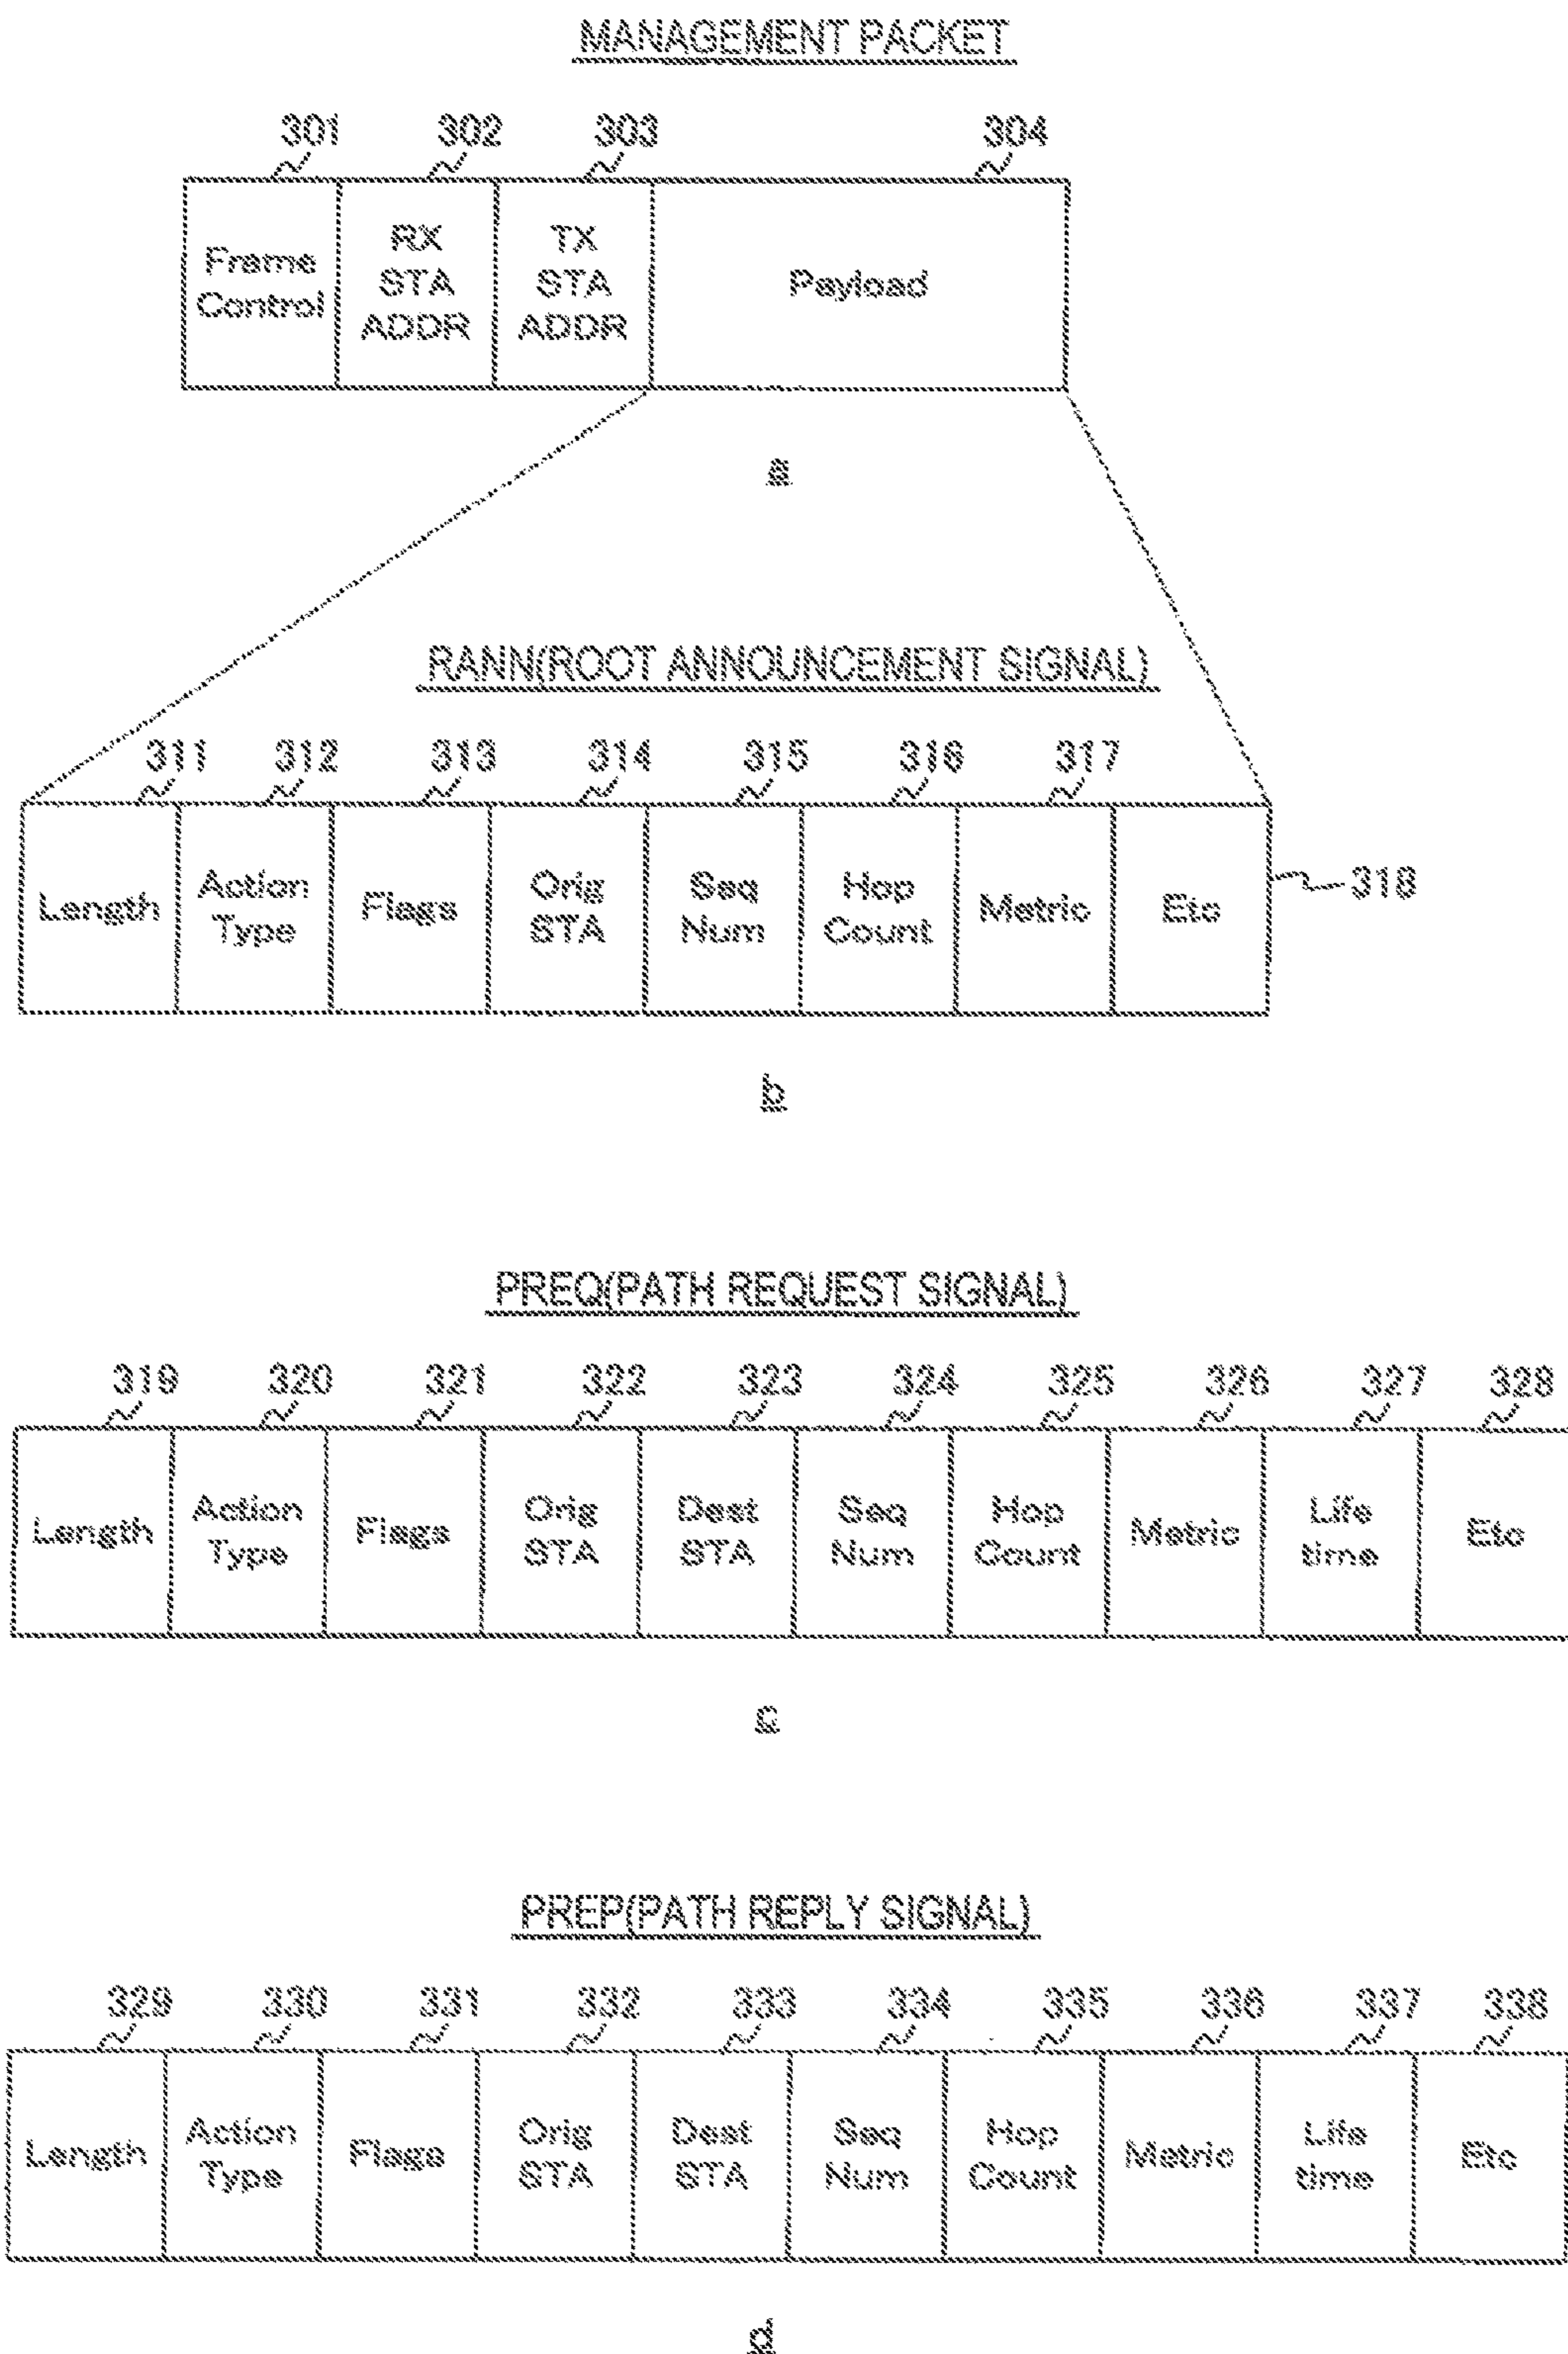 MANAGEMENT PACKET
301 302 303 304
Frame Control
RX STA ADDR
TX STA ADDR
Payload
a
RANN(ROOT ANNOUNCEMENT SIGNAL)
311 312 313 314 315 316 317
Length
Action Type
Flags
Orig STA
Seq Num
Hop Count
Metric
Etc
318
b
PREQ(PATH REQUEST SIGNAL)
319 320 321 322 323 324 325 326 327 328
Length
Action Type
Flags
Orig STA
Dest STA
Seq Num
Hop Count
Metric
Life time
Etc
c
PREP(PATH REPLY SIGNAL)
329 330 331 332 333 334 335 336 337 338
Length
Action Type
Flags
Orig STA
Dest STA
Seq Num
Hop Count
Metric
Life time
Etc
d